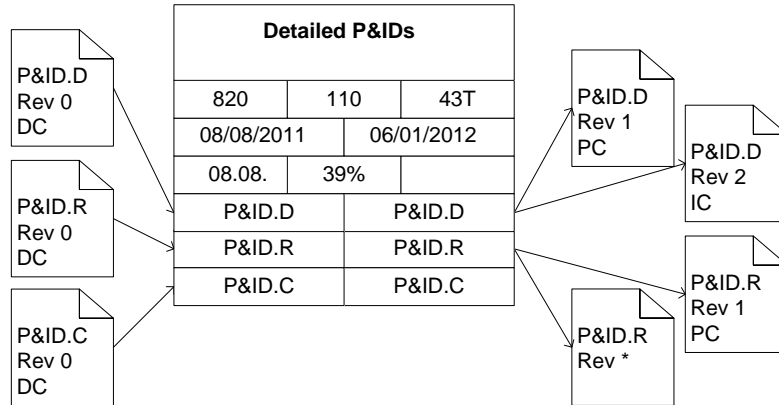 P&ID.D
Rev 0
DC
P&ID.R
Rev 0
DC
P&ID.C
Rev 0
DC
Detailed P&IDs
820 110 43T
08/08/2011 06/01/2012
08.08. 39%
P&ID.D P&ID.D
P&ID.R P&ID.R
P&ID.C P&ID.C
P&ID.D
Rev 1
PC
P&ID.D
Rev 2
IC
P&ID.R
Rev 1
PC
P&ID.R
Rev *